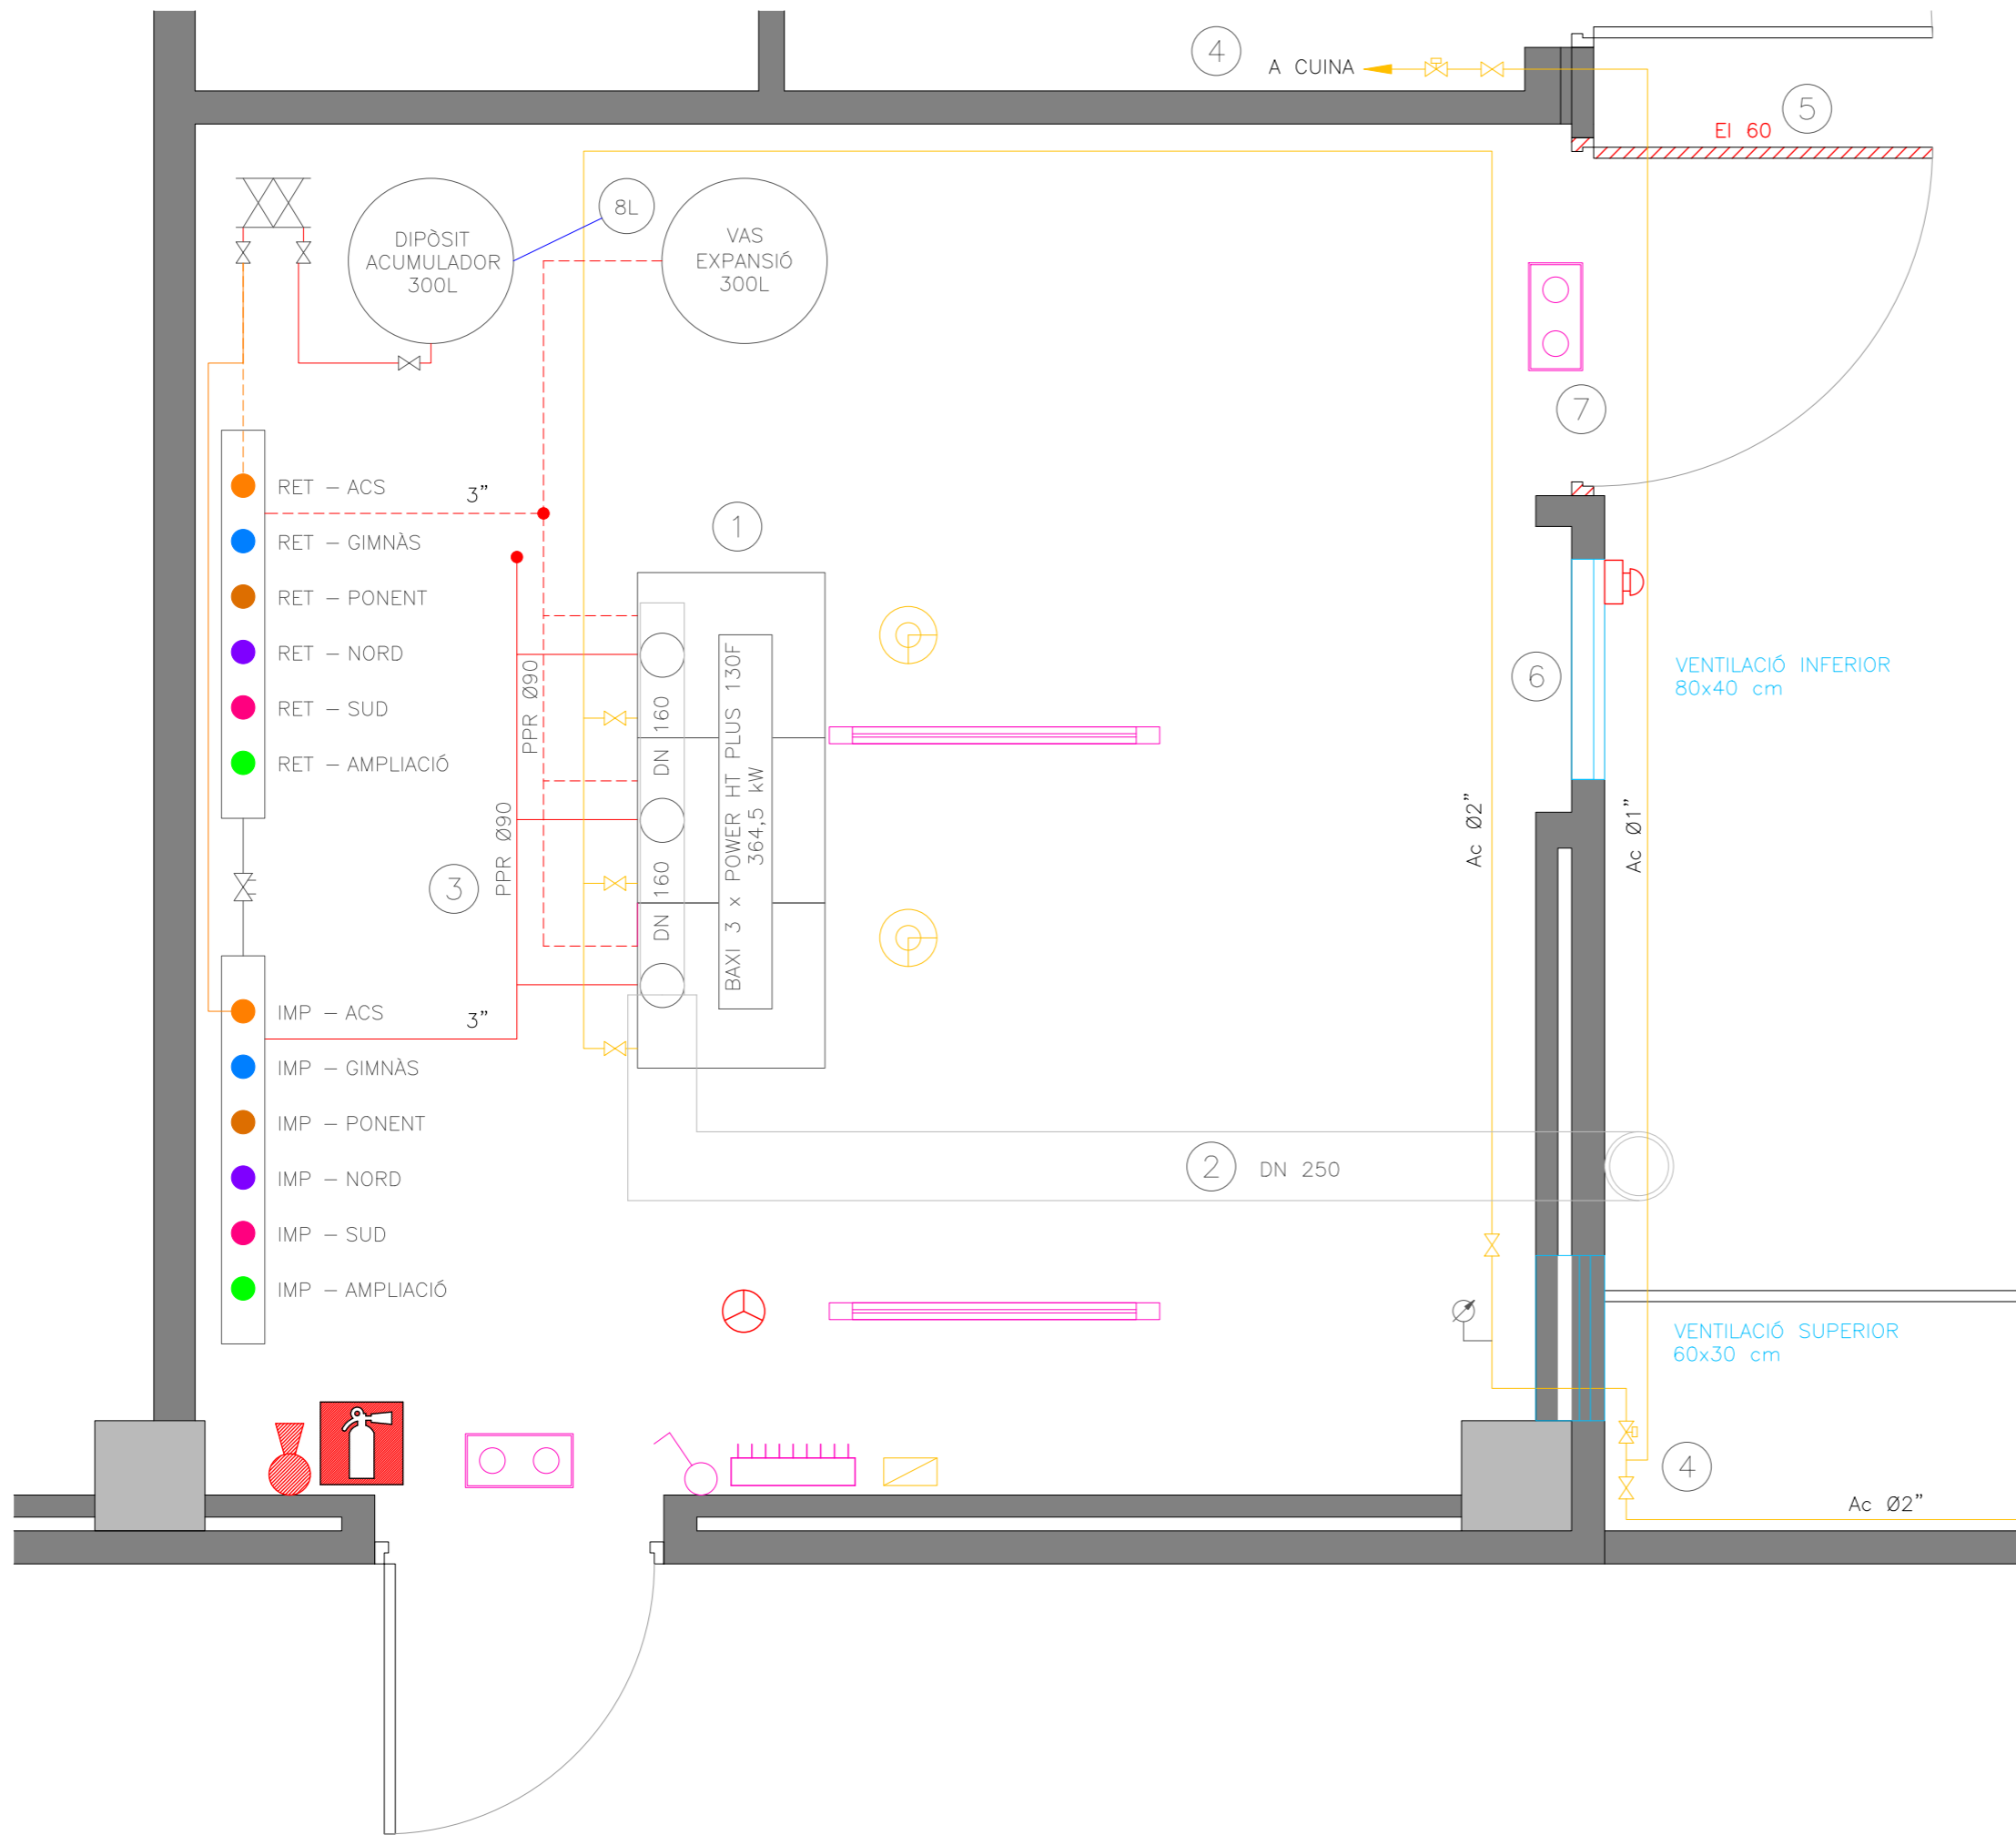 4
A CUINA
5
EI 60
8L
DIPÒSIT
ACUMULADOR
300L
VAS
EXPANSIÓ
300L
7
RET – ACS
3”
RET – GIMNÀS
RET – PONENT
RET – NORD
RET – SUD
RET – AMPLIACIÓ
1
PPR Ø90
PPR Ø90
3
DN 160
DN 160
BAXI 3 x POWER HT PLUS 130F
364,5 kW
6
VENTILACIÓ INFERIOR
80x40 cm
Ac Ø2”
Ac Ø1”
IMP – ACS
3”
IMP – GIMNÀS
IMP – PONENT
IMP – NORD
IMP – SUD
IMP – AMPLIACIÓ
2
DN 250
VENTILACIÓ SUPERIOR
60x30 cm
4
Ac Ø2”